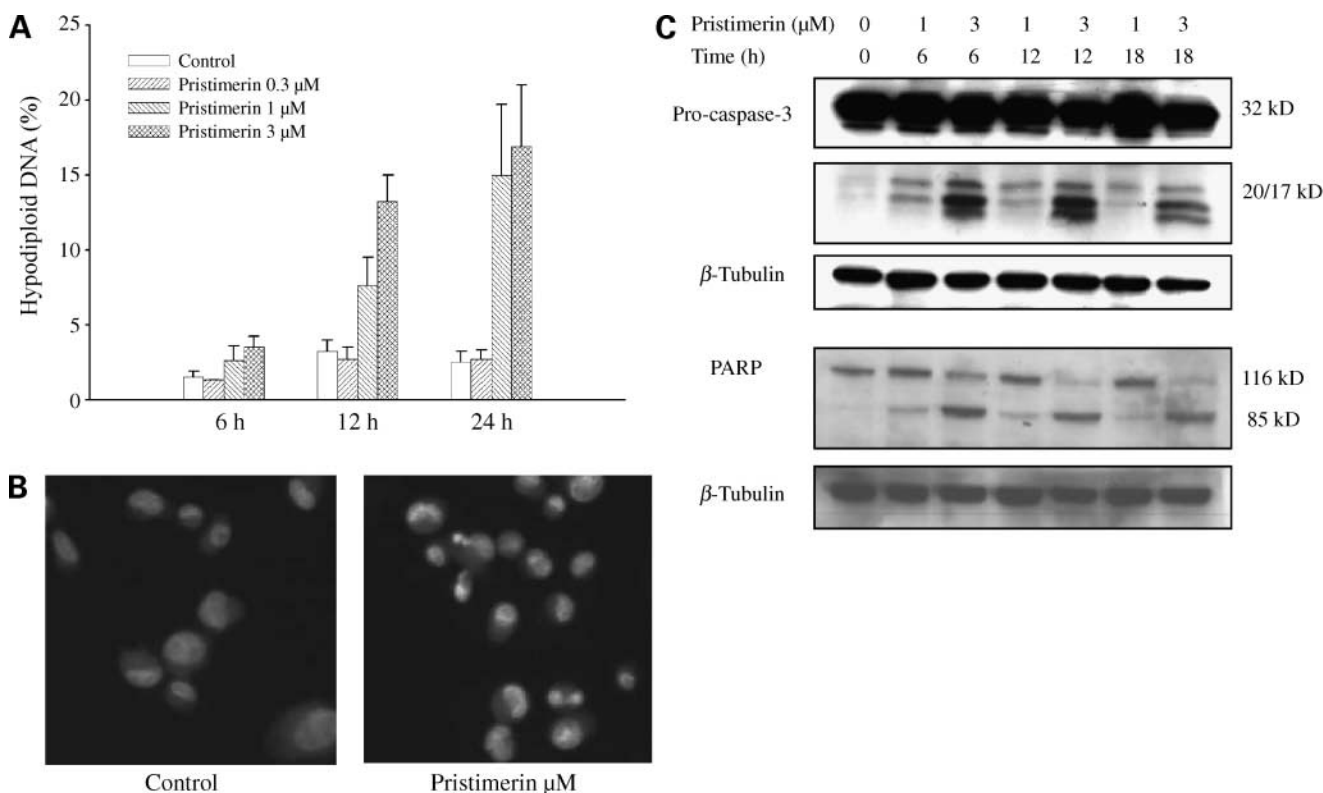 A
25
20
15
10
5
0
Hypodiploid DNA (%)
Control
Pristimerin 0.3 μM
Pristimerin 1 μM
Pristimerin 3 μM
6 h 12 h 24 h
B
Control Pristimerin μM
C
Pristimerin (μM) 0 1 3 1 3 1 3
Time (h) 0 6 6 12 12 18 18
Pro-caspase-3 32 kD
20/17 kD
β-Tubulin
PARP 116 kD
85 kD
β-Tubulin